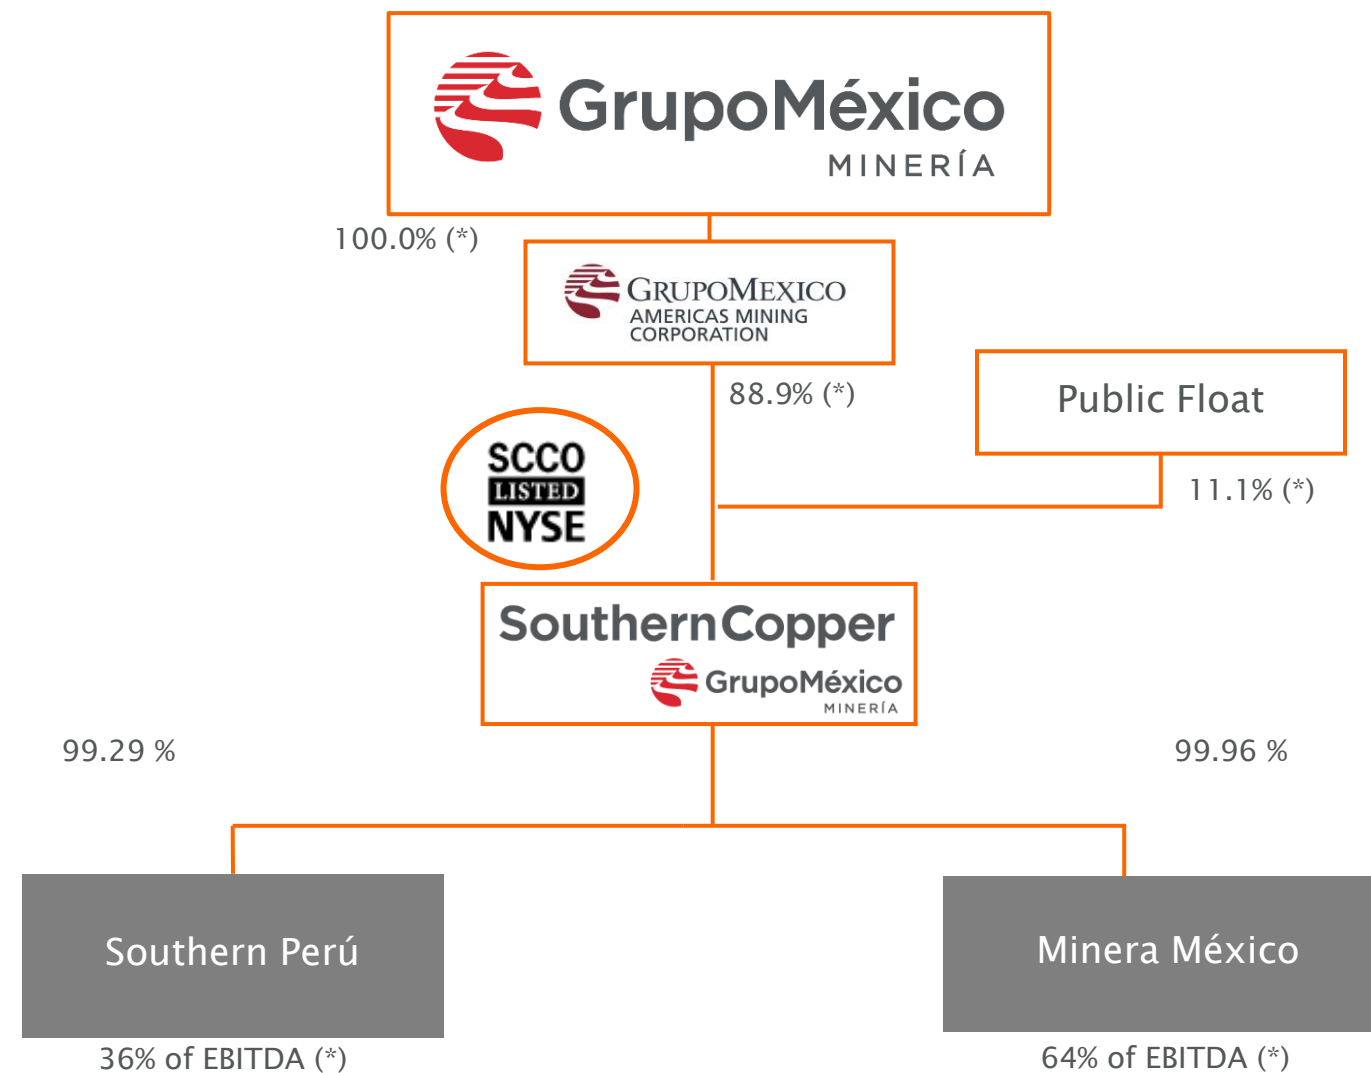 GrupoMéxico
MINERÍA
100.0% (*)
GRUPOMEXICO
AMERICAS MINING
CORPORATION
88.9% (*)
Public Float
11.1% (*)
SCCO
LISTED
NYSE
SouthernCopper
GrupoMéxico
MINERÍA
99.29 %
99.96 %
Southern Perú
Minera México
36% of EBITDA (*)
64% of EBITDA (*)